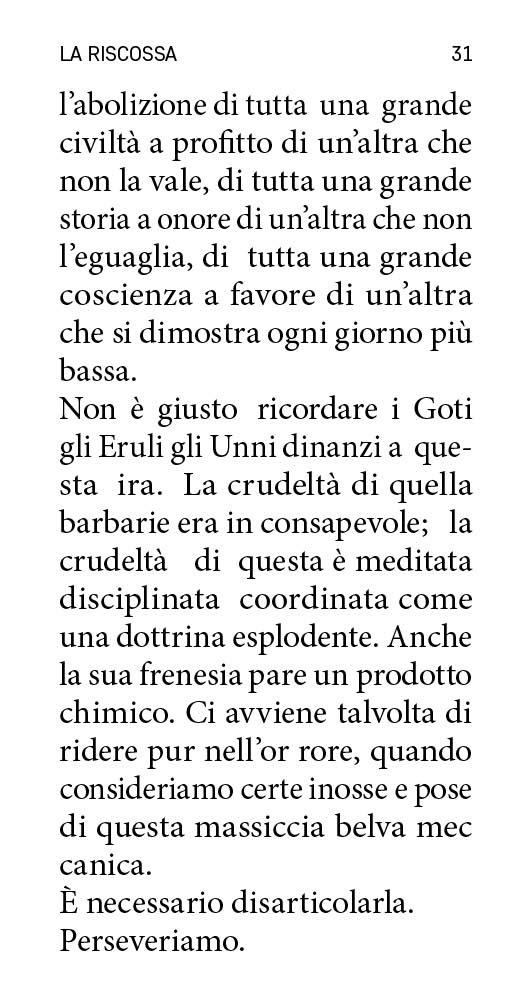 LA RISCOSSA 31
l’abolizione di tutta una grande
civiltà a profitto di un’altra che
non la vale, di tutta una grande
storia a onore di un’altra che non
l’eguaglia, di tutta una grande
coscienza a favore di un’altra
che si dimostra ogni giorno più
bassa.
Non è giusto ricordare i Goti
gli Eruli gli Unni dinanzi a que-
sta ira. La crudeltà di quella
barbarie era in consapevole; la
crudeltà di questa è meditata
disciplinata coordinata come
una dottrina esplodente. Anche
la sua frenesia pare un prodotto
chimico. Ci avviene talvolta di
ridere pur nell’or rore, quando
consideriamo certe inosse e pose
di questa massiccia belva mec
canica.
È necessario disarticolarla.
Perseveriamo.